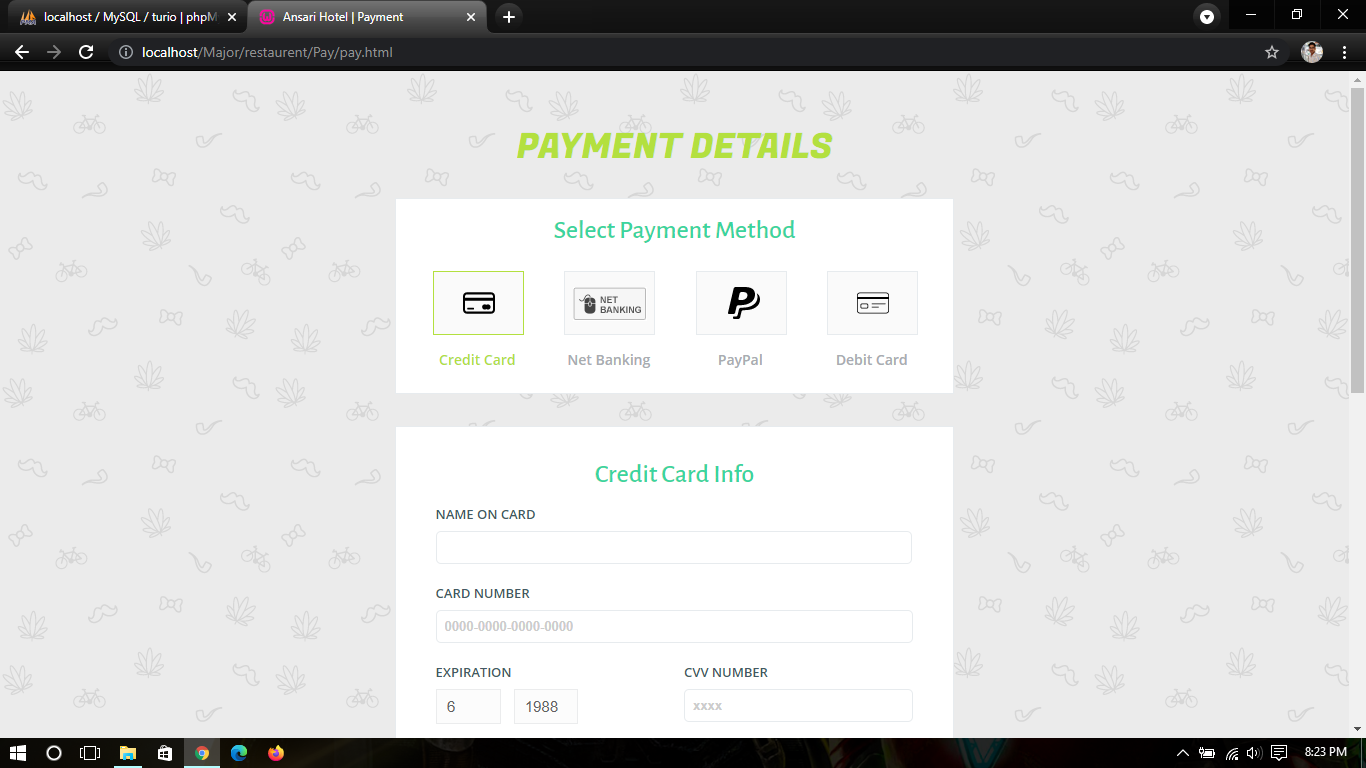 localhost / MySQL / turio | phpM
Ansari Hotel | Payment
localhost/Major/restaurent/Pay/pay.html
PAYMENT DETAILS
Select Payment Method
NET
BANKING
Credit Card Net Banking PayPal Debit Card
Credit Card Info
NAME ON CARD
CARD NUMBER
0000-0000-0000-0000
EXPIRATION CVV NUMBER
6 1988 xxxx
8:23 PM